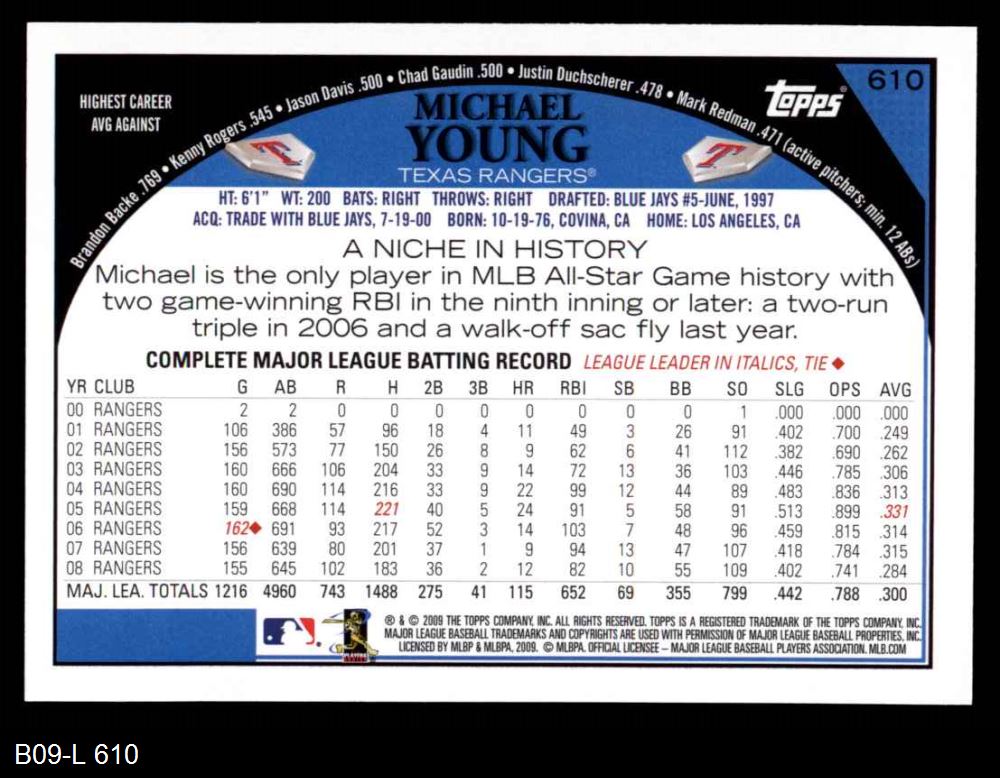 610
topps®
HIGHEST CAREER
AVG AGAINST
Brandon Backe .769 • Kenny Rogers .545 • Jason Davis .500 • Chad Gaudin .500 • Justin Duchscherer .478 • Mark Redman .471 (active pitchers; min. 12 ABs)
MICHAEL
YOUNG
TEXAS RANGERS®
T T
HT: 6'1" WT: 200 BATS: RIGHT THROWS: RIGHT DRAFTED: BLUE JAYS #5-JUNE, 1997
ACQ: TRADE WITH BLUE JAYS, 7-19-00 BORN: 10-19-76, COVINA, CA HOME: LOS ANGELES, CA
A NICHE IN HISTORY
Michael is the only player in MLB All-Star Game history with
two game-winning RBI in the ninth inning or later: a two-run
triple in 2006 and a walk-off sac fly last year.
COMPLETE MAJOR LEAGUE BATTING RECORD LEAGUE LEADER IN ITALICS, TIE ◆
YR CLUB G AB R H 2B 3B HR RBI SB BB SO SLG OPS AVG
00 RANGERS 2 2 0 0 0 0 0 0 0 0 1 .000 .000 .000
01 RANGERS 106 386 57 96 18 4 11 49 3 26 91 .402 .700 .249
02 RANGERS 156 573 77 150 26 8 9 62 6 41 112 .382 .690 .262
03 RANGERS 160 666 106 204 33 9 14 72 13 36 103 .446 .785 .306
04 RANGERS 160 690 114 216 33 9 22 99 12 44 89 .483 .836 .313
05 RANGERS 159 668 114 221 40 5 24 91 5 58 91 .513 .899 .331
06 RANGERS 162◆ 691 93 217 52 3 14 103 7 48 96 .459 .815 .314
07 RANGERS 156 639 80 201 37 1 9 94 13 47 107 .418 .784 .315
08 RANGERS 155 645 102 183 36 2 12 82 10 55 109 .402 .741 .284
MAJ. LEA. TOTALS 1216 4960 743 1488 275 41 115 652 69 355 799 .442 .788 .300
® & © 2009 THE TOPPS COMPANY, INC. ALL RIGHTS RESERVED. TOPPS IS A REGISTERED TRADEMARK OF THE TOPPS COMPANY, INC.
MAJOR LEAGUE BASEBALL TRADEMARKS AND COPYRIGHTS ARE USED WITH PERMISSION OF MAJOR LEAGUE BASEBALL PROPERTIES, INC.
LICENSED BY MLBP & MLBPA, 2009. © MLBPA. OFFICIAL LICENSEE – MAJOR LEAGUE BASEBALL PLAYERS ASSOCIATION. MLB.COM
B09-L 610